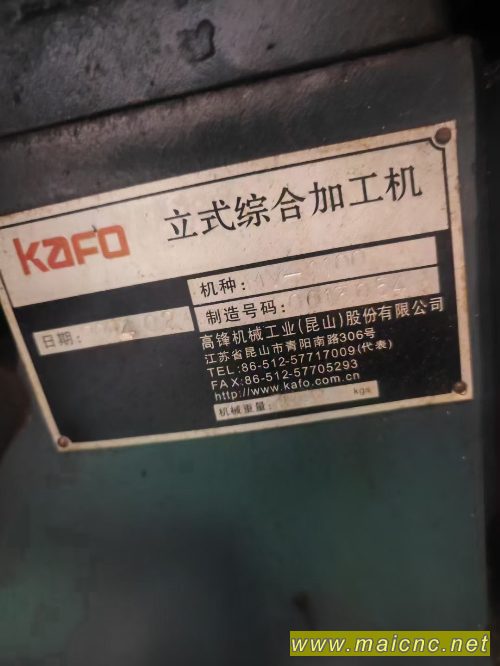 KAFO
立式综合加工机
机种:
日期:
制造号码:
高锋机械工业(昆山)股份有限公司
江苏省昆山市青阳南路306号
TEL:86-512-57717009(代表)
FAX:86-512-57705293
http://www.kafo.com.cn
机械重量: kgs
www.maicnc.net